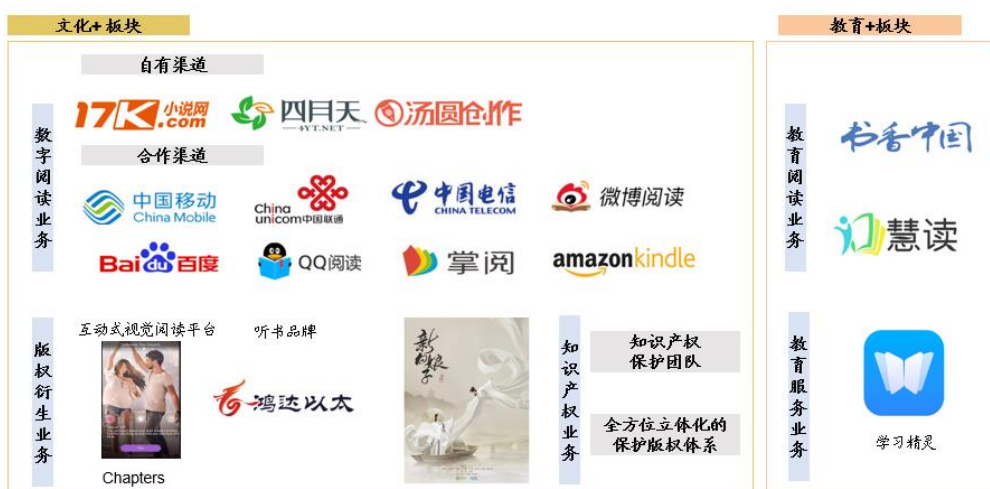 文化+板块
教育+板块
自有渠道
17K小说网
.com
四月天
4YT.NET
汤圆创作
数字阅读业务
合作渠道
中国移动
China Mobile
China
unicom中国联通
中国电信
CHINA TELECOM
微博阅读
Bai du 百度
QQ阅读
掌阅
amazonkindle
教育阅读业务
书香中国
慧读
版权衍生业务
互动式视觉阅读平台
听书品牌
鸿达以太
Chapters
新白娘子
知识产权业务
知识产权
保护团队
全方位立体化的
保护版权体系
教育服务业务
学习精灵